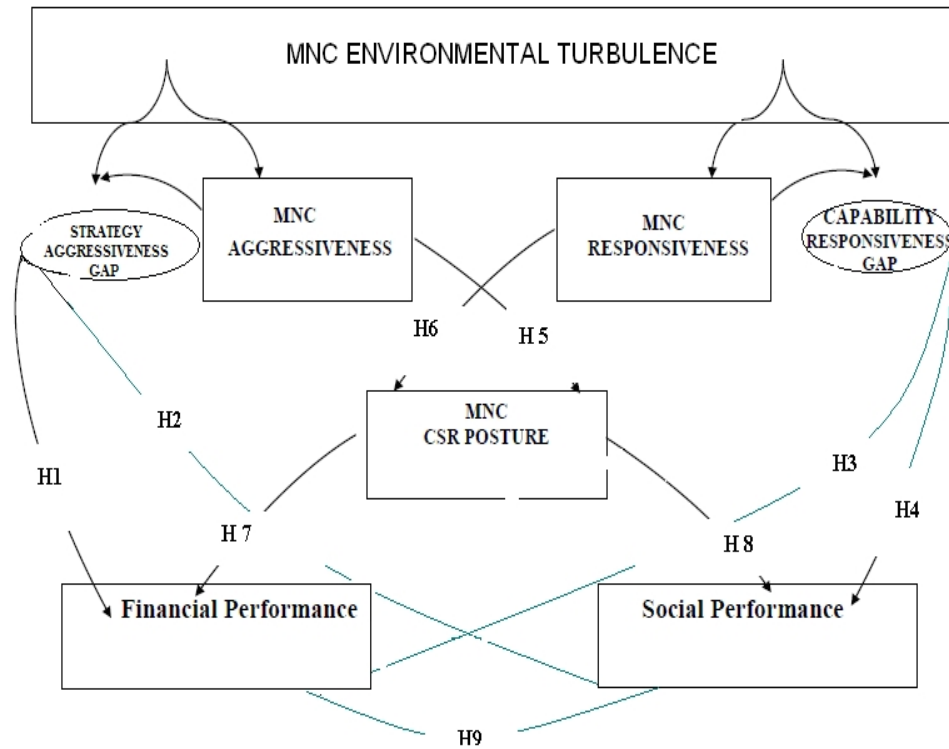 MNC ENVIRONMENTAL TURBULENCE
STRATEGY
AGGRESSIVENESS
GAP
MNC
AGGRESSIVENESS
MNC
RESPONSIVENESS
CAPABILITY
RESPONSIVENESS
GAP
H6
H 5
MNC
CSR POSTURE
H2
H1
H3
H4
H 7
H 8
Financial Performance
Social Performance
H9